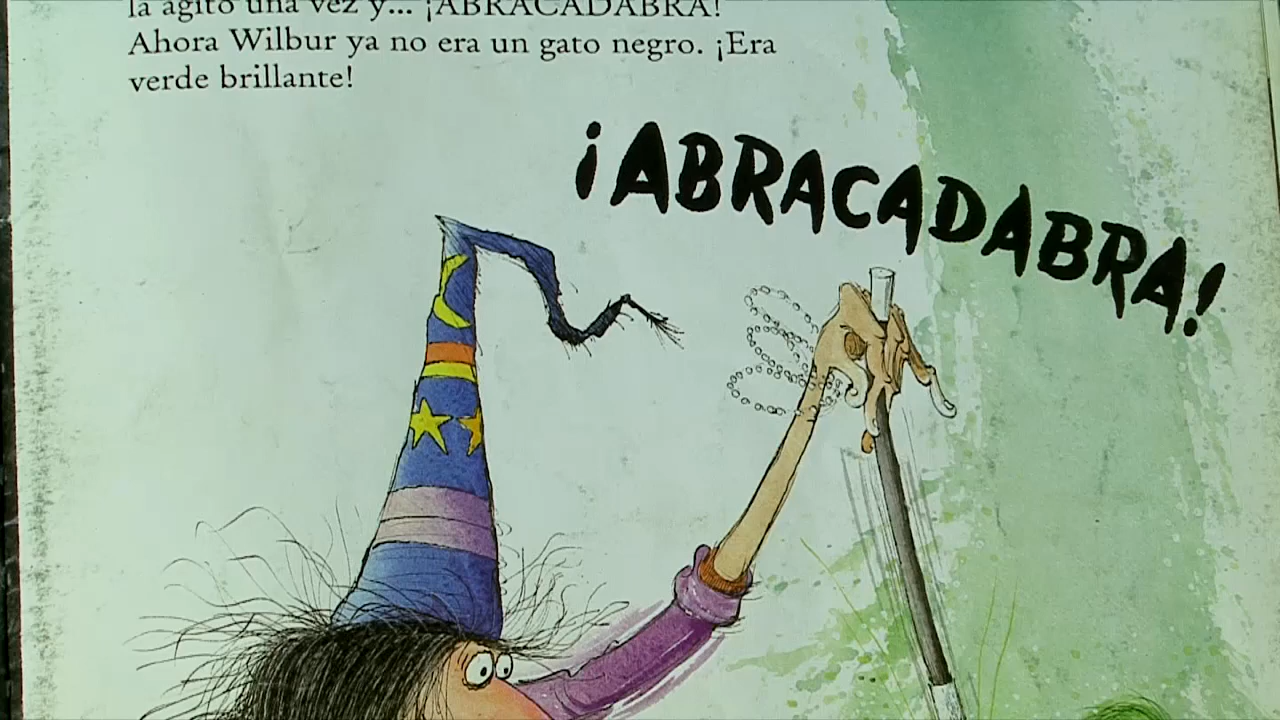 la agitó una vez y... ¡ABRACADABRA!
Ahora Wilbur ya no era un gato negro. ¡Era
verde brillante!
¡ABRACADABRA!